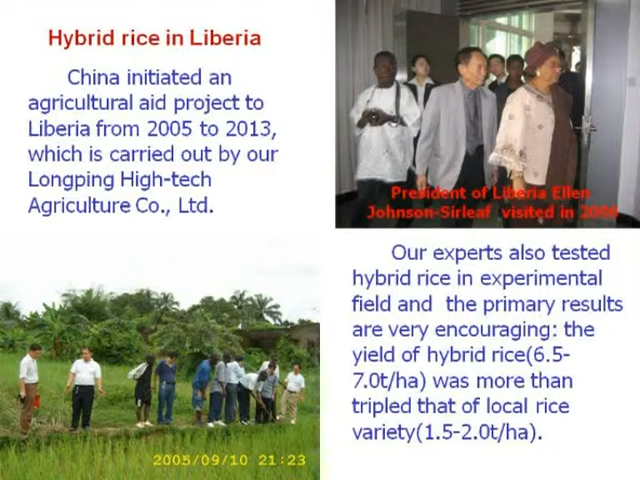 Hybrid rice in Liberia
China initiated an
agricultural aid project to
Liberia from 2005 to 2013,
which is carried out by our
Longping High-tech
Agriculture Co., Ltd.
President of Liberia Ellen
Johnson-Sirleaf visited in 2006
Our experts also tested
hybrid rice in experimental
field and the primary results
are very encouraging: the
yield of hybrid rice(6.5-
7.0t/ha) was more than
tripled that of local rice
variety(1.5-2.0t/ha).
2005/09/10 21:23